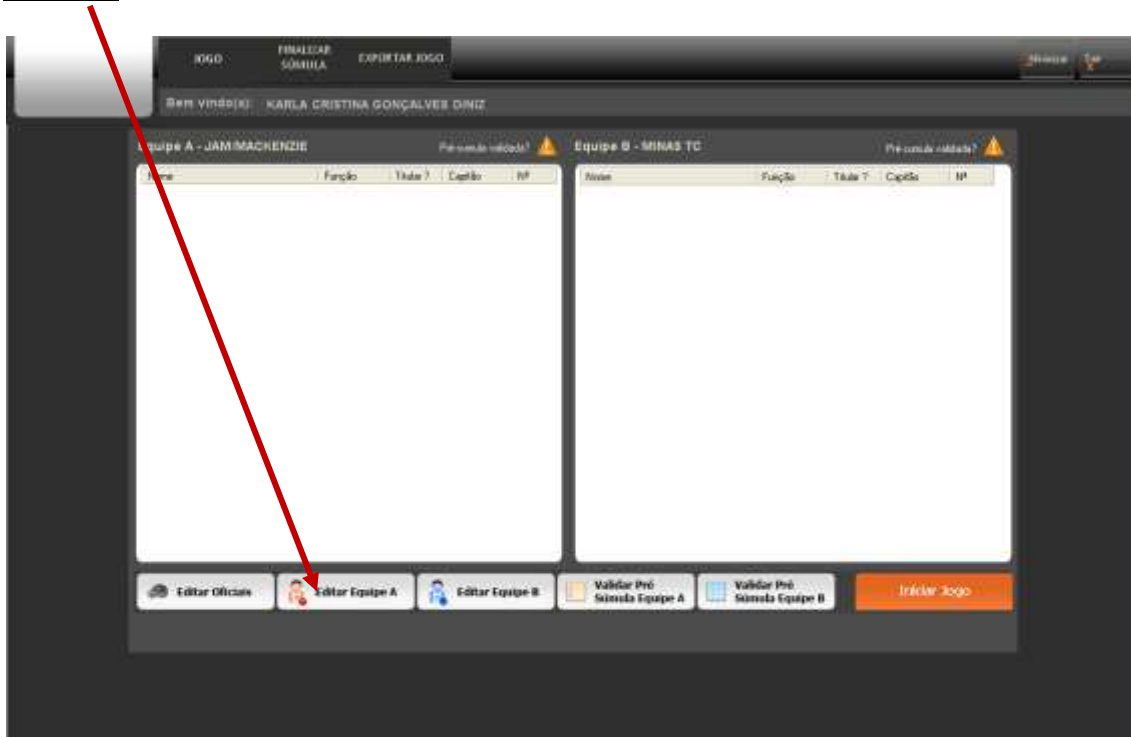 JOGO
FINALIZAR
SÚMULA
EXPORTAR JOGO
Minimizar
Sair
Bem vindo(a): KARLA CRISTINA GONÇALVES DINIZ
Equipe A - JAM/MACKENZIE
Pré-sumula validada?
Equipe B - MINAS TC
Pré-sumula validada?
Nome Função Titular ? Capitão Nº
Nome Função Titular ? Capitão Nº
Editar Oficiais
Editar Equipe A
Editar Equipe B
Validar Pré
Súmula Equipe A
Validar Pré
Súmula Equipe B
Iniciar Jogo